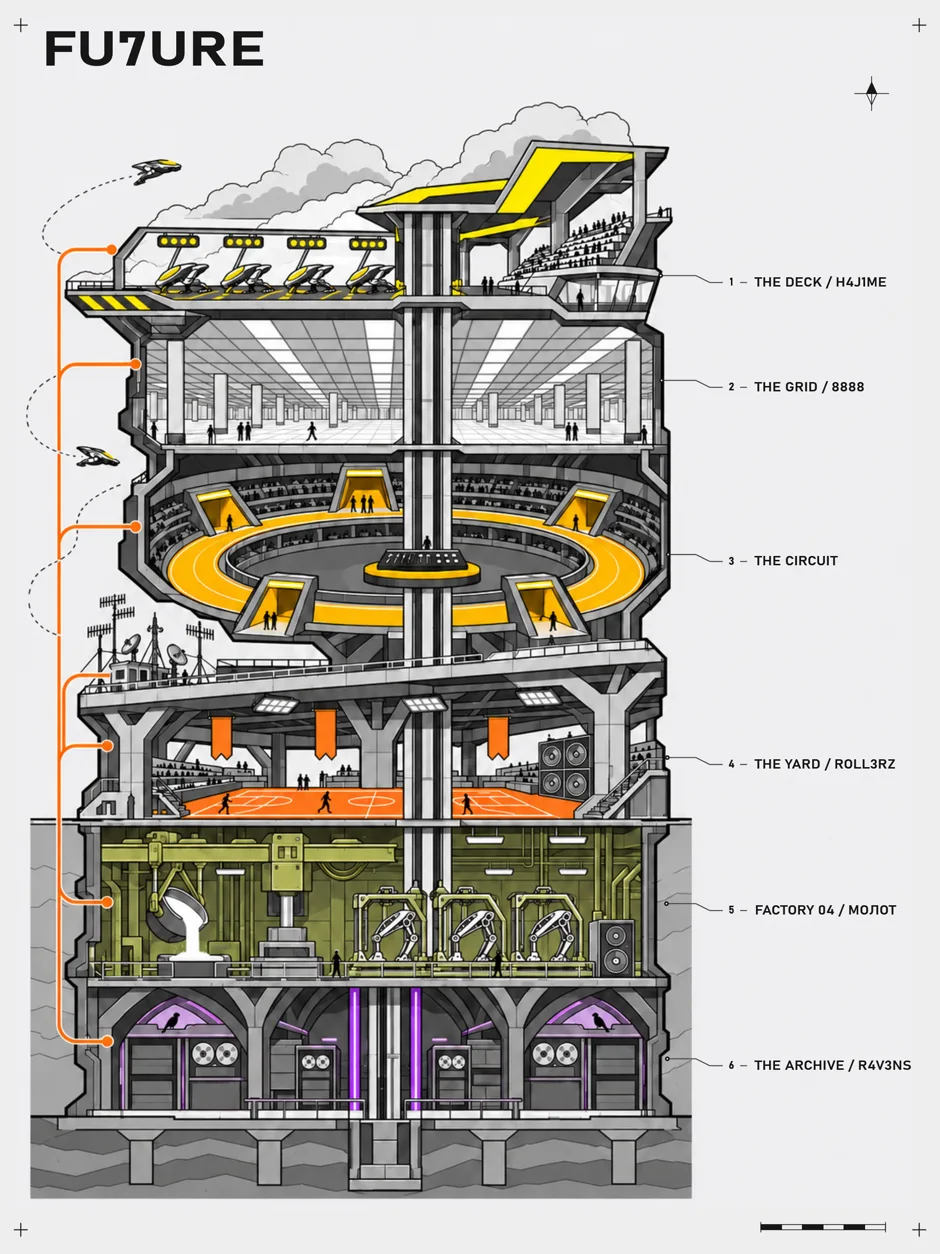 FU7URE
1 – THE DECK / H4J1ME
2 – THE GRID / 8888
3 – THE CIRCUIT
4 – THE YARD / ROLL3RZ
5 – FACTORY 04 / МОЛОТ
6 – THE ARCHIVE / R4V3NS